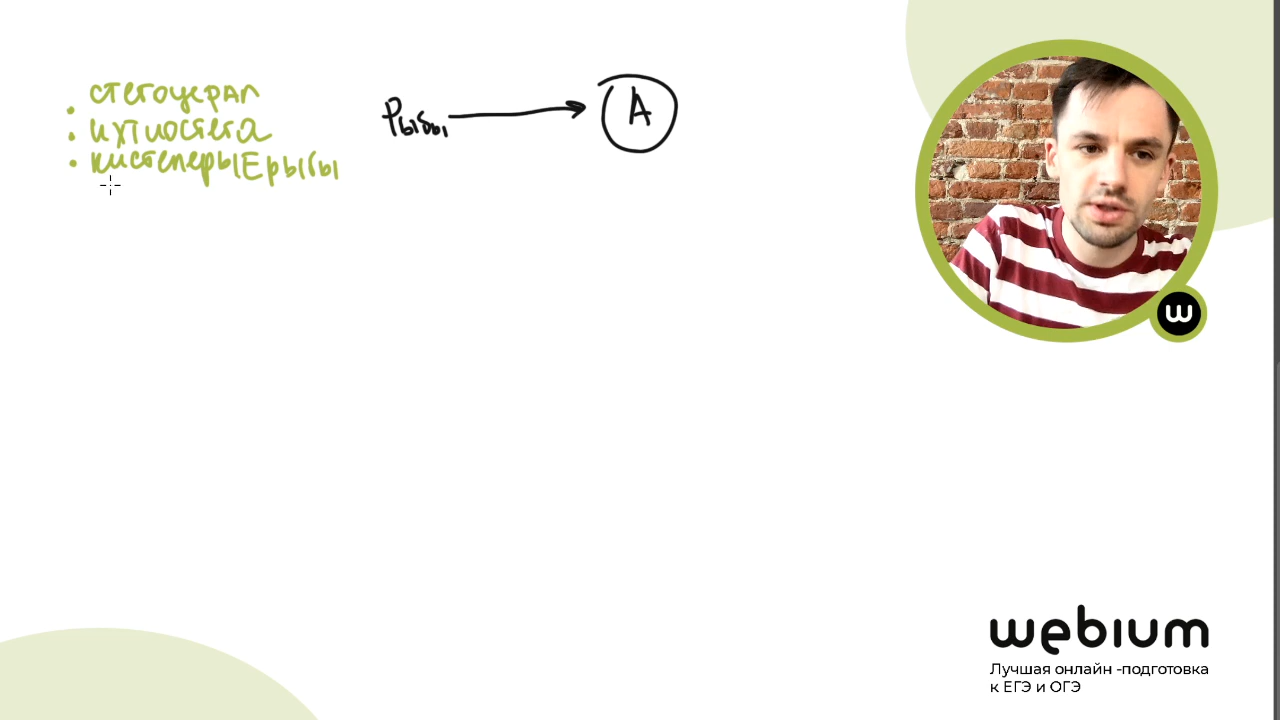 стегоцефал
• ихтиостега
• кистеперыЕ рыбы
Рыбы
А
w
webium
Лучшая онлайн -подготовка
к ЕГЭ и ОГЭ